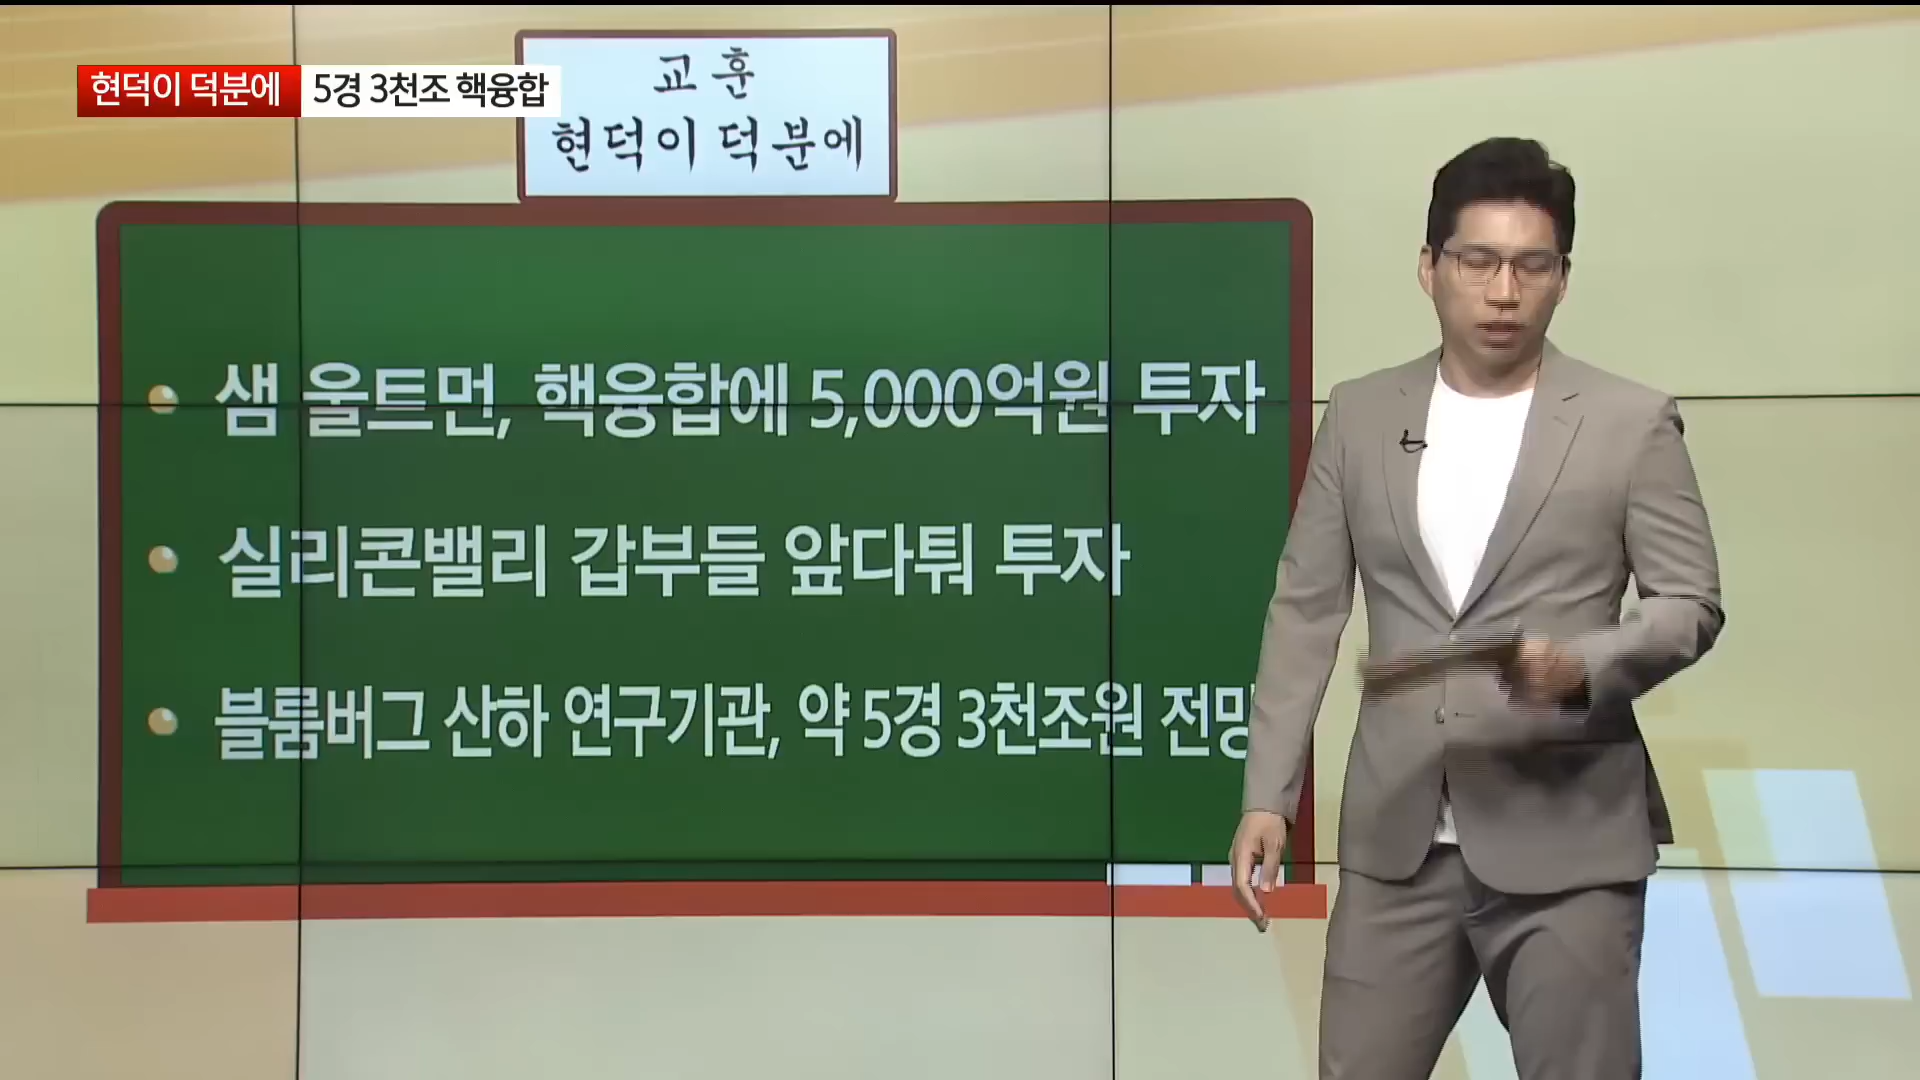 현덕이 덕분에 5경 3천조 핵융합
교훈
현덕이 덕분에
샘 울트먼, 핵융합에 5,000억원 투자
실리콘밸리 갑부들 앞다퉈 투자
블룸버그 산하 연구기관, 약 5경 3천조원 전망